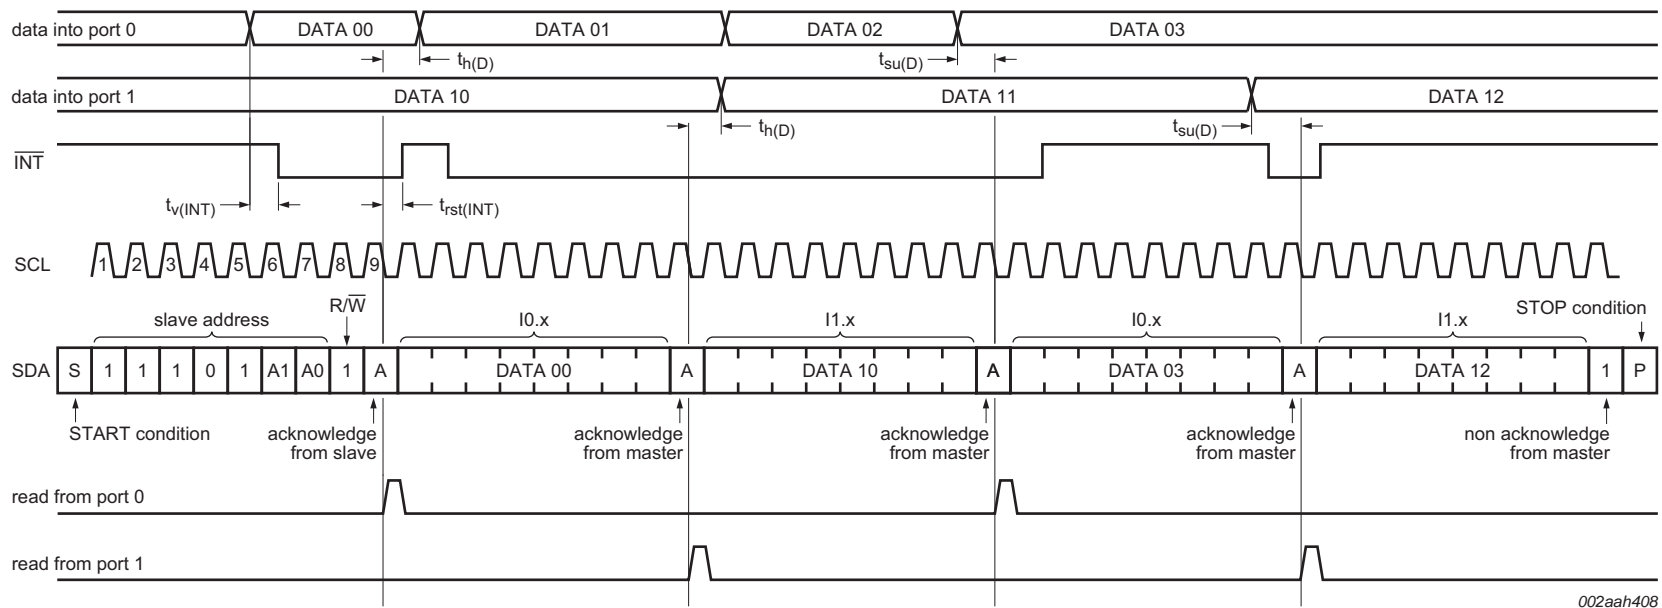 data into port 0 DATA 00 DATA 01 DATA 02 DATA 03
th(D) tsu(D)
data into port 1 DATA 10 DATA 11 DATA 12
th(D) tsu(D)
INT
tv(INT) trst(INT)
SCL 1 2 3 4 5 6 7 8 9
R/W
STOP condition
slave address I0.x I1.x I0.x I1.x
SDA S 1 1 1 0 1 A1 A0 1 A DATA 00 A DATA 10 A DATA 03 A DATA 12 1 P
START condition acknowledge acknowledge acknowledge acknowledge non acknowledge
from slave from master from master from master from master
read from port 0
read from port 1
002aah408